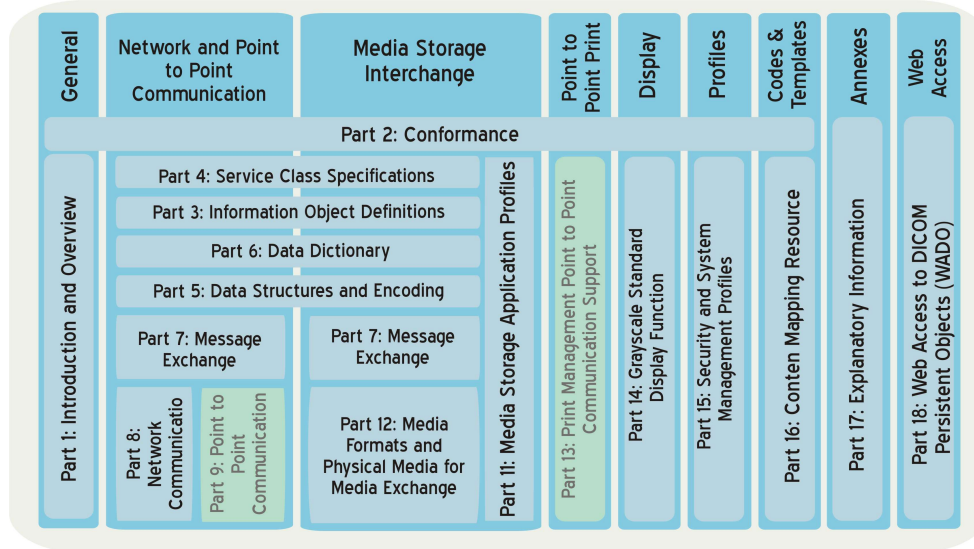 General
Network and Point
to Point
Communication
Media Storage
Interchange
Point to
Point Print
Display
Profiles
Codes &
Templates
Annexes
Web
Access
Part 2: Conformance
Part 1: Introduction and Overview
Part 4: Service Class Specifications
Part 3: Information Object Definitions
Part 6: Data Dictionary
Part 5: Data Structures and Encoding
Part 7: Message
Exchange
Part 7: Message
Exchange
Part 8:
Network
Communicatio
Part 9: Point to
Point
Communication
Part 12: Media
Formats and
Physical Media for
Media Exchange
Part 11: Media Storage Application Profiles
Part 13: Print Management Point to Point
Communication Support
Part 14: Grayscale Standard
Display Function
Part 15: Security and System
Management Profiles
Part 16: Conten Mapping Resource
Part 17: Explanatory Information
Part 18: Web Access to DICOM
Persistent Objects (WADO)